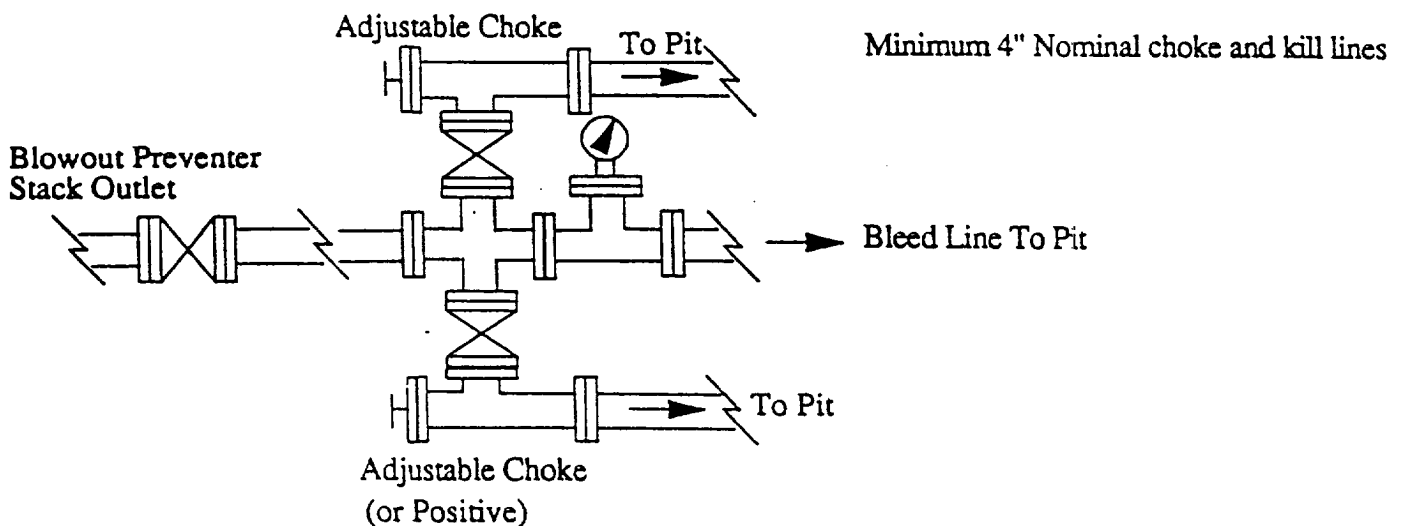 Adjustable Choke
To Pit
Minimum 4" Nominal choke and kill lines
Blowout Preventer
Stack Outlet
Bleed Line To Pit
To Pit
Adjustable Choke
(or Positive)